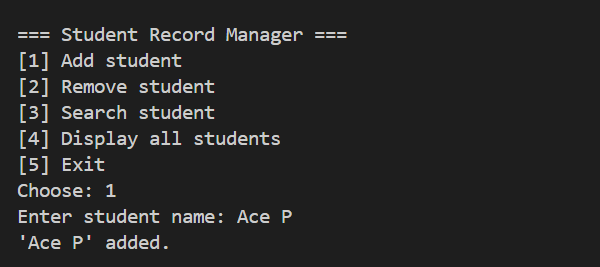 === Student Record Manager ===
[1] Add student
[2] Remove student
[3] Search student
[4] Display all students
[5] Exit
Choose: 1
Enter student name: Ace P
'Ace P' added.